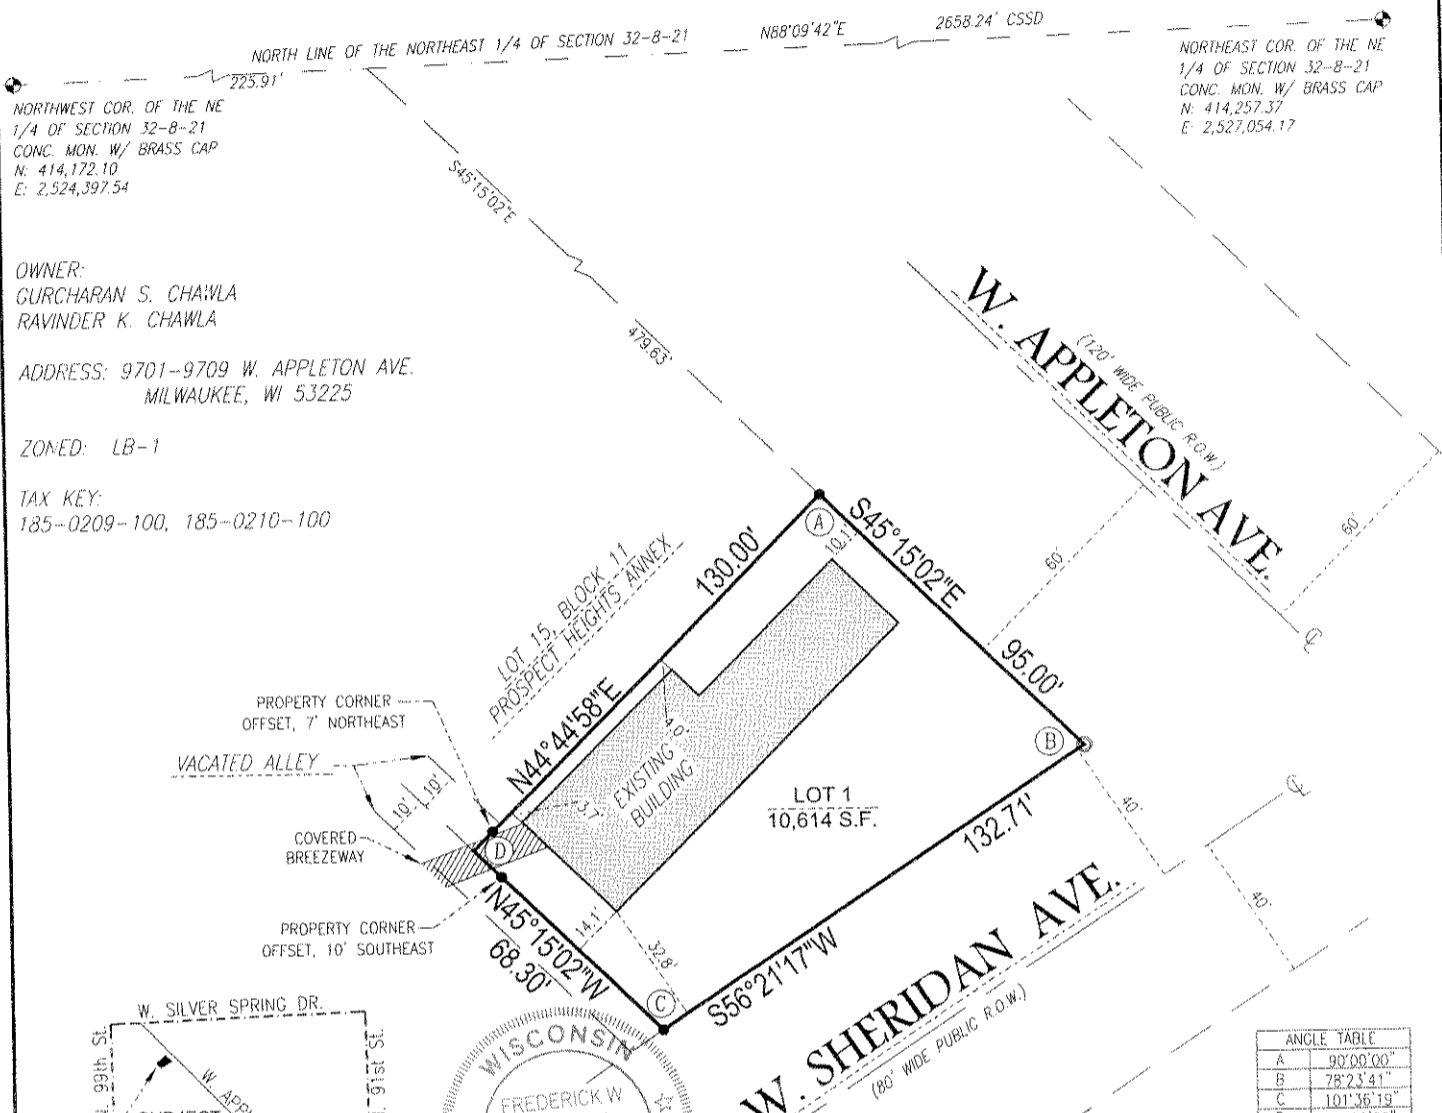 NORTH LINE OF THE NORTHEAST 1/4 OF SECTION 32-8-21
N88°09'42"E
2658.24' CSSD
225.91'
NORTHWEST COR. OF THE NE
1/4 OF SECTION 32-8-21
CONC. MON. W/ BRASS CAP
N: 414,172.10
E: 2,524,397.54
NORTHEAST COR. OF THE NE
1/4 OF SECTION 32-8-21
CONC. MON. W/ BRASS CAP
N: 414,257.37
E: 2,527,054.17
S45°15'02"E
479.63'
OWNER:
GURCHARAN S. CHAWLA
RAVINDER K. CHAWLA
ADDRESS: 9701-9709 W. APPLETON AVE.
MILWAUKEE, WI 53225
ZONED: LB-1
TAX KEY:
185-0209-100, 185-0210-100
W. APPLETON AVE.
(120' WIDE PUBLIC R.O.W.)
60'
60'
A
S45°15'02"E
95.00'
10.1'
130.00'
N44°44'58"E
LOT 15, BLOCK 11
PROSPECT HEIGHTS ANNEX
PROPERTY CORNER
OFFSET, 7' NORTHEAST
VACATED ALLEY
10'
10'
COVERED
BREEZEWAY
PROPERTY CORNER
OFFSET, 10' SOUTHEAST
4.0'
3.7'
EXISTING
BUILDING
LOT 1
10,614 S.F.
B
132.71'
S56°21'17"W
D
N45°15'02"W
68.30'
14.1'
32.8'
C
40'
40'
W. SHERIDAN AVE.
(80' WIDE PUBLIC R.O.W.)
W. SILVER SPRING DR.
99th St.
91st St.
W. APP
WISCONSIN
FREDERICK W
ANGLE TABLE
A 90°00'00"
B 78°23'41"
C 101°36'19"